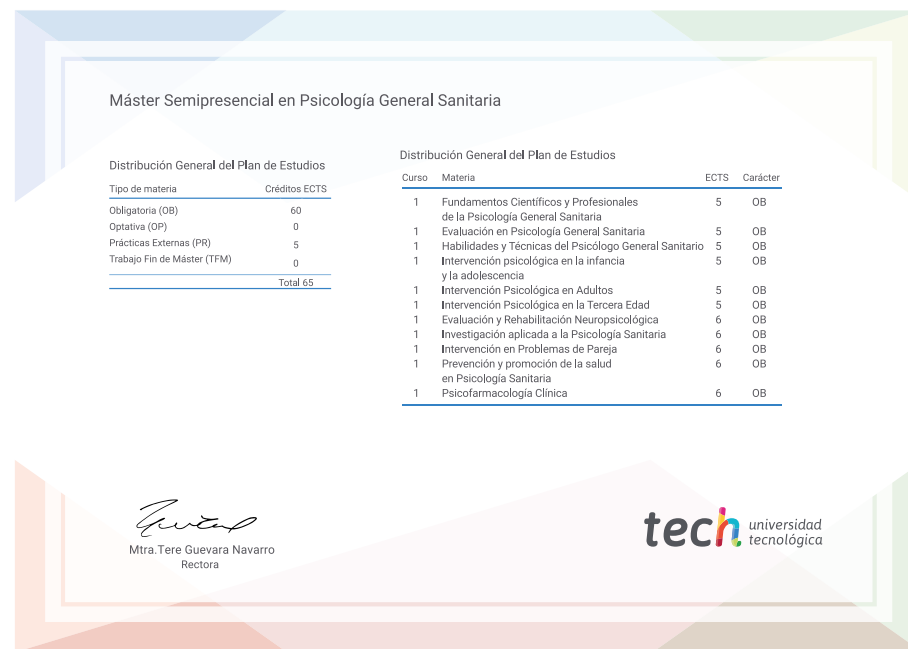 Máster Semipresencial en Psicología General Sanitaria
Distribución General del Plan de Estudios
Tipo de materia Créditos ECTS
Obligatoria (OB) 60
Optativa (OP) 0
Prácticas Externas (PR) 5
Trabajo Fin de Máster (TFM) 0
Total 65
Distribución General del Plan de Estudios
Curso Materia ECTS Carácter
1 Fundamentos Científicos y Profesionales 5 OB
de la Psicología General Sanitaria
1 Evaluación en Psicología General Sanitaria 5 OB
1 Habilidades y Técnicas del Psicólogo General Sanitario 5 OB
1 Intervención psicológica en la infancia 5 OB
y la adolescencia
1 Intervención Psicológica en Adultos 5 OB
1 Intervención Psicológica en la Tercera Edad 5 OB
1 Evaluación y Rehabilitación Neuropsicológica 6 OB
1 Investigación aplicada a la Psicología Sanitaria 6 OB
1 Intervención en Problemas de Pareja 6 OB
1 Prevención y promoción de la salud 6 OB
en Psicología Sanitaria
1 Psicofarmacología Clínica 6 OB
Mtra.Tere Guevara Navarro
Rectora
tech universidad
tecnológica